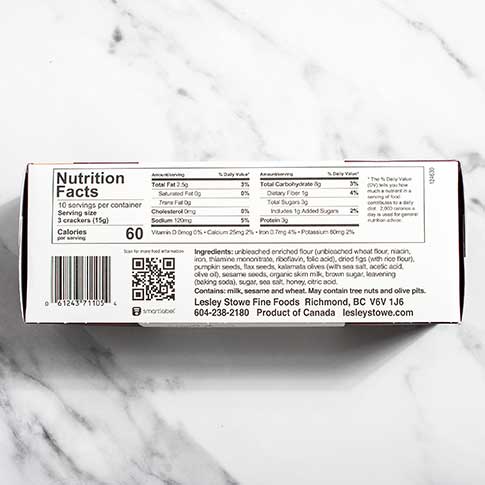 Nutrition
Facts
10 servings per container
Serving size
3 crackers (15g)
Calories
per serving
60
Amount/serving % Daily Value*
Total Fat 2.5g 3%
Saturated Fat 0g 0%
Trans Fat 0g
Cholesterol 0mg 0%
Sodium 120mg 5%
Amount/serving % Daily Value*
Total Carbohydrate 8g 3%
Dietary Fiber 1g 4%
Total Sugars 3g
Includes 1g Added Sugars 2%
Protein 3g
Vitamin D 0mcg 0% • Calcium 25mg 2% • Iron 0.7mg 4% • Potassium 60mg 2%
* The % Daily Value
(DV) tells you how
much a nutrient in a
serving of food
contributes to a daily
diet. 2,000 calories a
day is used for general
nutrition advice.
124630
Scan for more food information
smartlabel
0 61243 71105 4
Ingredients: unbleached enriched flour (unbleached wheat flour, niacin,
iron, thiamine mononitrate, riboflavin, folic acid), dried figs (with rice flour),
pumpkin seeds, flax seeds, kalamata olives (with sea salt, acetic acid,
olive oil), sesame seeds, organic skim milk, brown sugar, leavening
(baking soda), sugar, sea salt, honey, citric acid.
Contains: milk, sesame and wheat. May contain tree nuts and olive pits.
Lesley Stowe Fine Foods Richmond, BC V6V 1J6
604-238-2180 Product of Canada lesleystowe.com